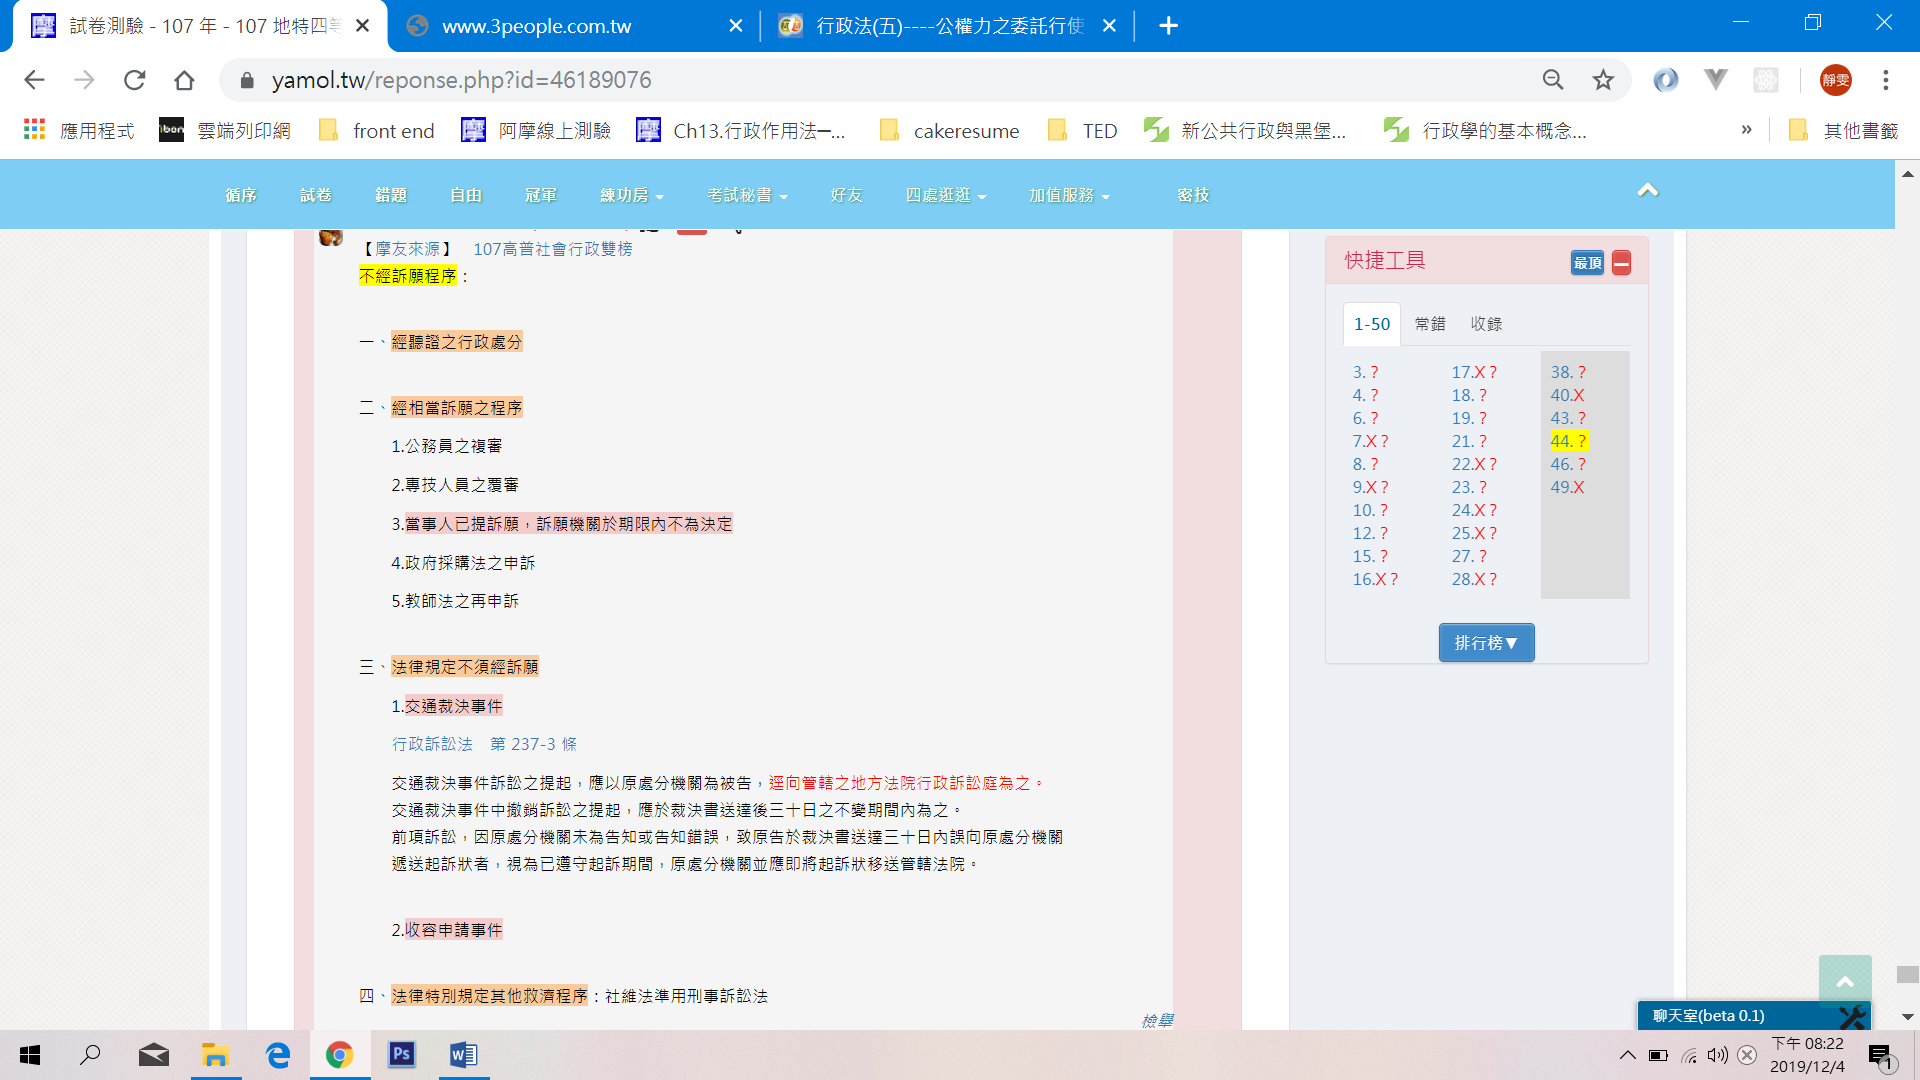 試卷測驗 - 107 年 - 107 地特四等
www.3people.com.tw
行政法(五)----公權力之委託行使
yamol.tw/reponse.php?id=46189076
靜雯
應用程式
ibon
雲端列印網
front end
阿摩線上測驗
Ch13.行政作用法─...
cakeresume
TED
新公共行政與黑堡...
行政學的基本概念...
»
其他書籤
循序
試卷
錯題
自由
冠軍
練功房
考試秘書
好友
四處逛逛
加值服務
密技
【摩友來源】 107高普社會行政雙榜
不經訴願程序：
一、經聽證之行政處分
二、經相當訴願之程序
1.公務員之複審
2.專技人員之覆審
3.當事人已提訴願，訴願機關於期限內不為決定
4.政府採購法之申訴
5.教師法之再申訴
三、法律規定不須經訴願
1.交通裁決事件
行政訴訟法 第 237-3 條
交通裁決事件訴訟之提起，應以原處分機關為被告，逕向管轄之地方法院行政訴訟庭為之。
交通裁決事件中撤銷訴訟之提起，應於裁決書送達後三十日之不變期間內為之。
前項訴訟，因原處分機關未為告知或告知錯誤，致原告於裁決書送達三十日內誤向原處分機關
遞送起訴狀者，視為已遵守起訴期間，原處分機關並應即將起訴狀移送管轄法院。
2.收容申請事件
四、法律特別規定其他救濟程序：社維法準用刑事訴訟法
檢舉
快捷工具
最頂
1-50
常錯
收錄
3. ?
4. ?
6. ?
7.X ?
8. ?
9.X ?
10. ?
12. ?
15. ?
16.X ?
17.X ?
18. ?
19. ?
21. ?
22.X ?
23. ?
24.X ?
25.X ?
27. ?
28.X ?
38. ?
40.X
43. ?
44. ?
46. ?
49.X
排行榜▼
聊天室(beta 0.1)
Ps
下午 08:22
2019/12/4
1